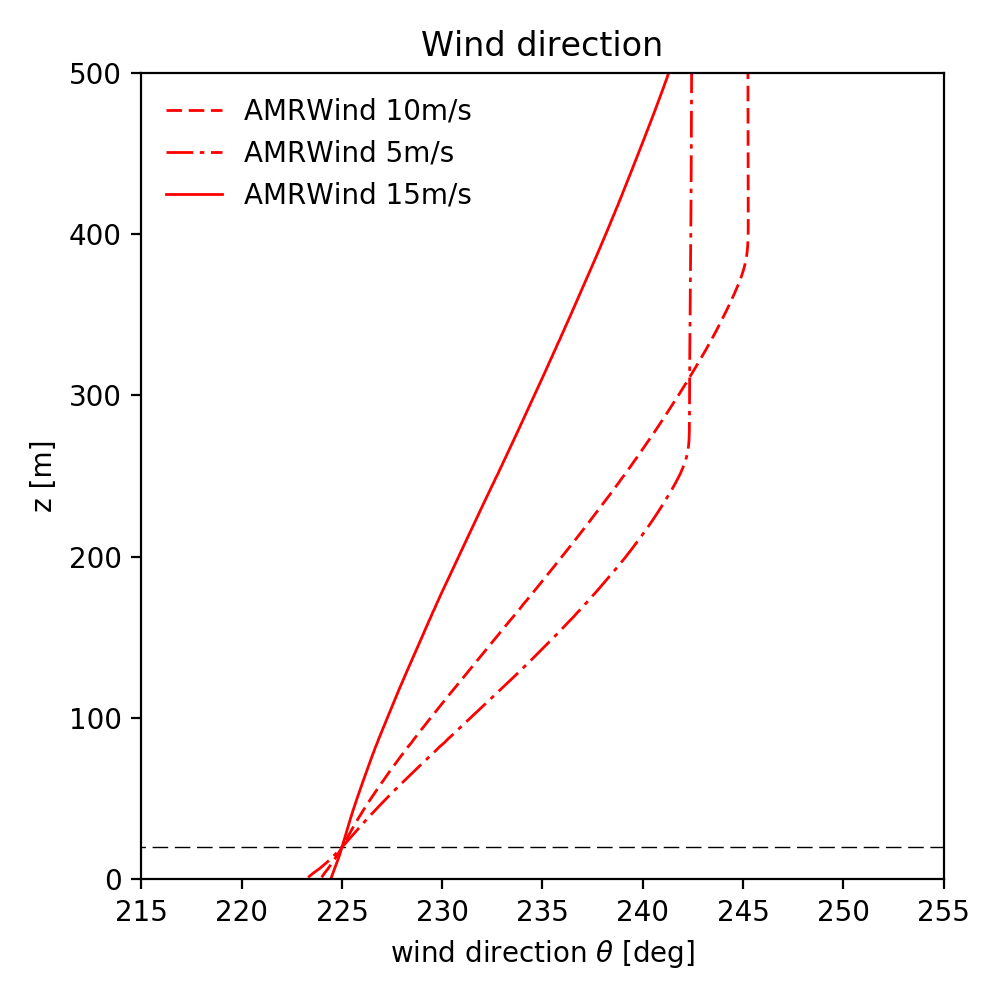 Wind direction
AMRWind 10m/s
AMRWind 5m/s
AMRWind 15m/s
500
400
300
200
100
0
z [m]
215 220 225 230 235 240 245 250 255
wind direction θ [deg]